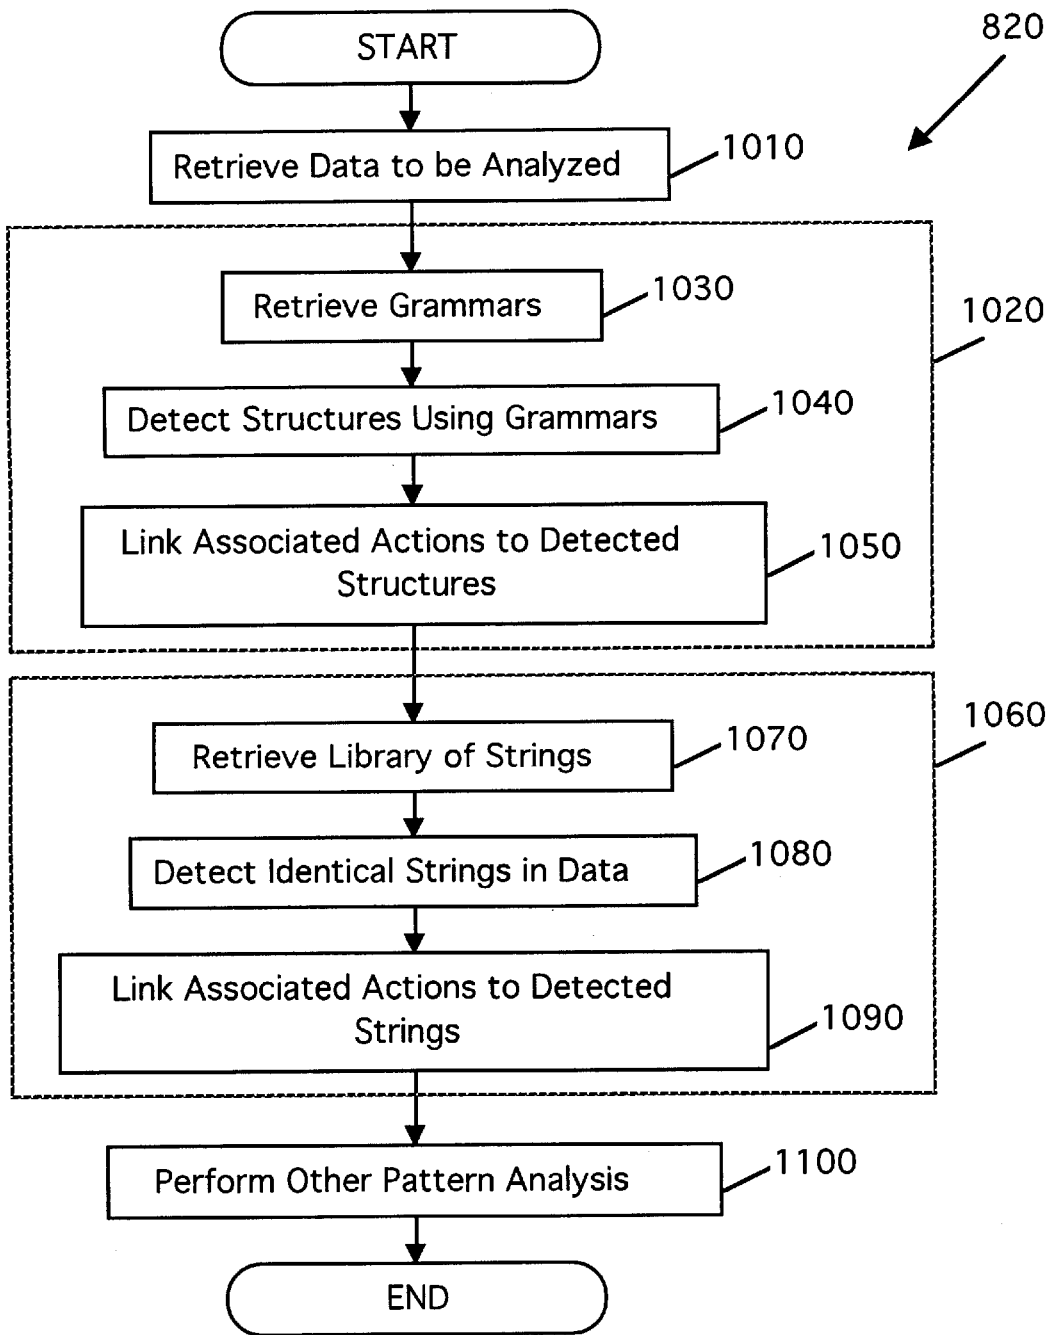 820
START
Retrieve Data to be Analyzed
1010
Retrieve Grammars
1030
1020
Detect Structures Using Grammars
1040
Link Associated Actions to Detected
Structures
1050
1060
Retrieve Library of Strings
1070
Detect Identical Strings in Data
1080
Link Associated Actions to Detected
Strings
1090
Perform Other Pattern Analysis
1100
END